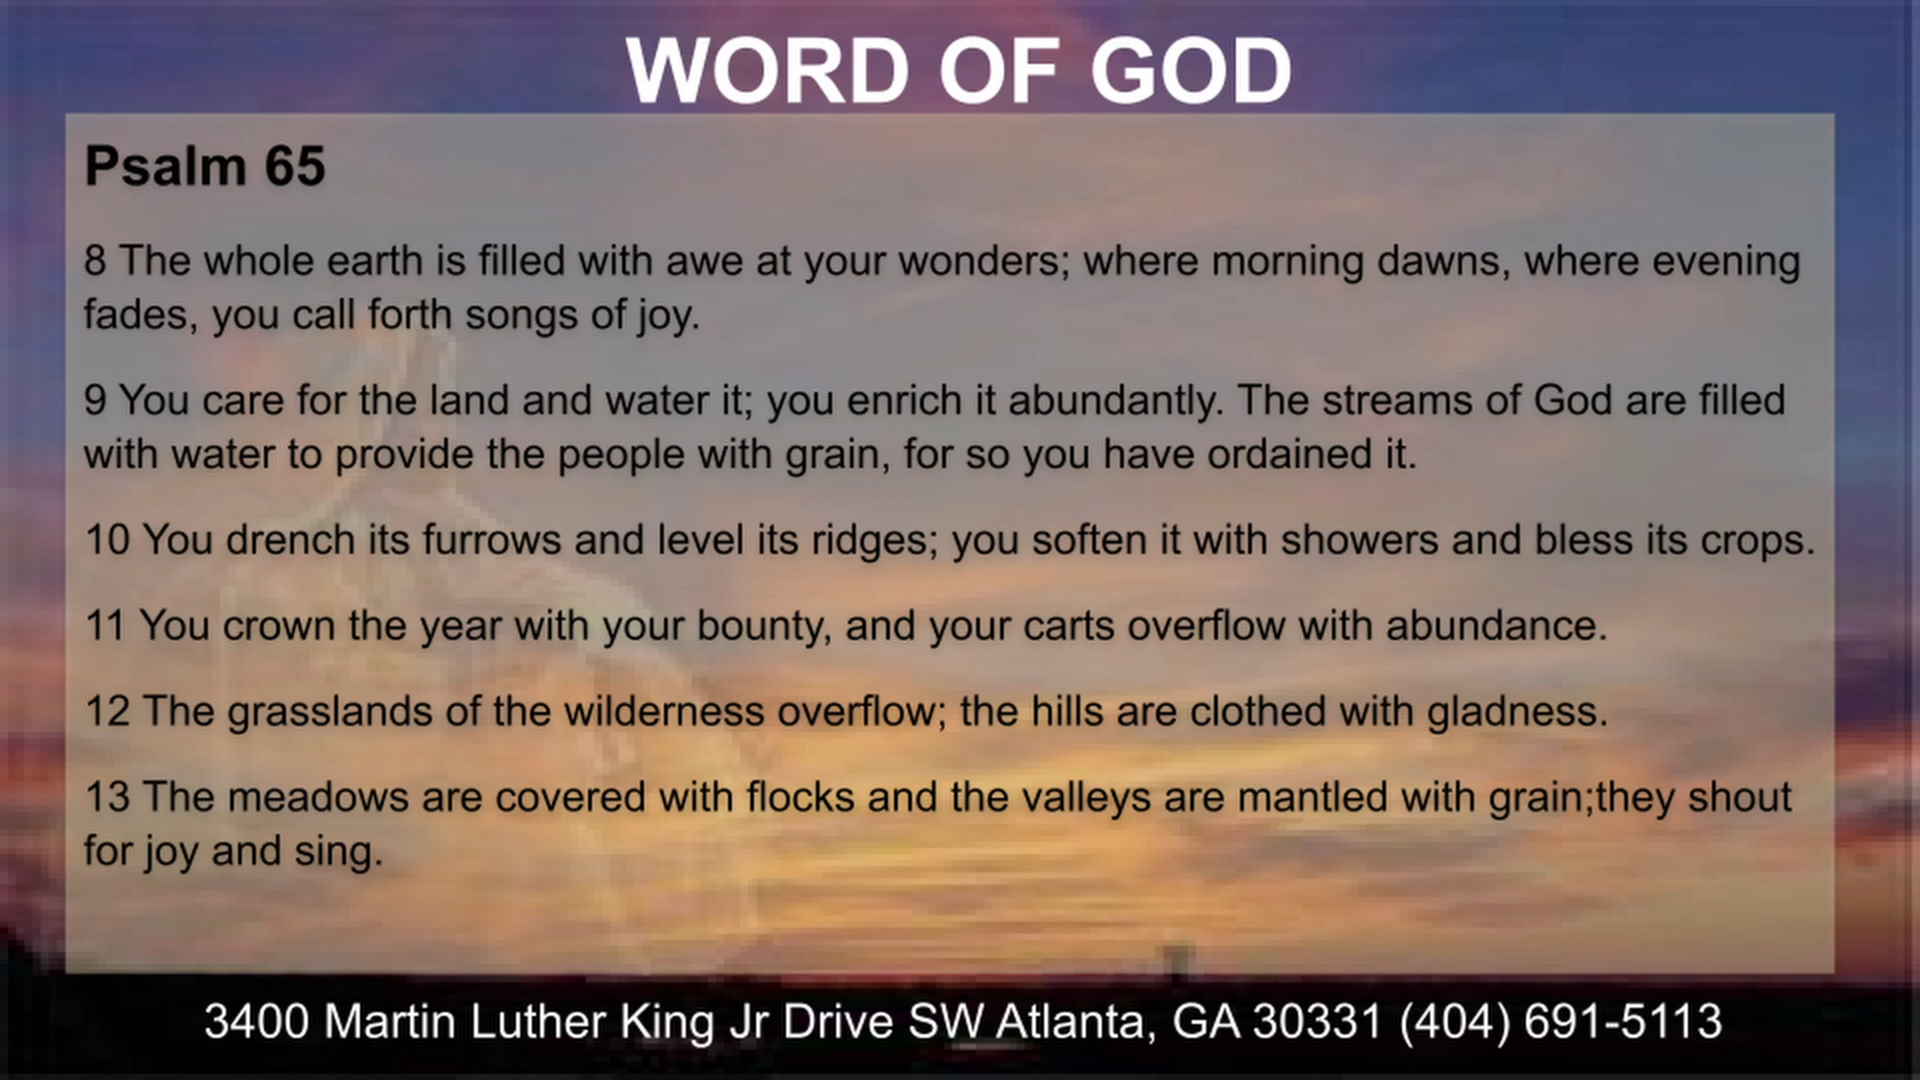 WORD OF GOD
Psalm 65
8 The whole earth is filled with awe at your wonders; where morning dawns, where evening
fades, you call forth songs of joy.
9 You care for the land and water it; you enrich it abundantly. The streams of God are filled
with water to provide the people with grain, for so you have ordained it.
10 You drench its furrows and level its ridges; you soften it with showers and bless its crops.
11 You crown the year with your bounty, and your carts overflow with abundance.
12 The grasslands of the wilderness overflow; the hills are clothed with gladness.
13 The meadows are covered with flocks and the valleys are mantled with grain;they shout
for joy and sing.
3400 Martin Luther King Jr Drive SW Atlanta, GA 30331 (404) 691-5113